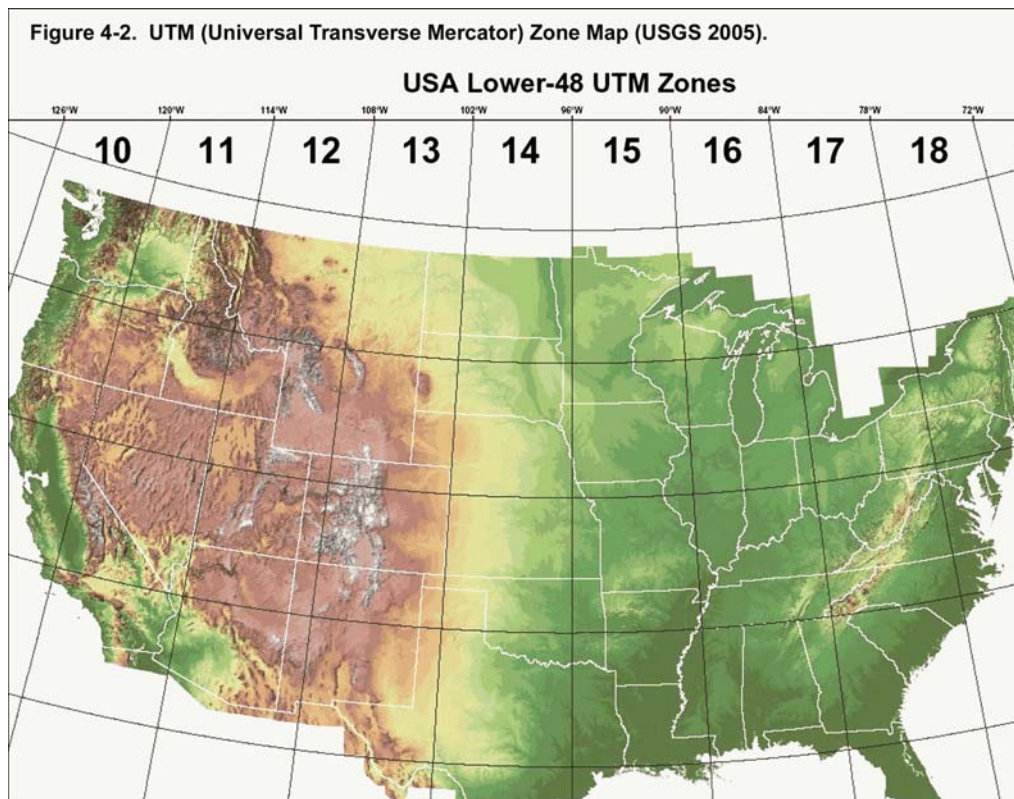 Figure 4-2. UTM (Universal Transverse Mercator) Zone Map (USGS 2005).
USA Lower-48 UTM Zones
126°W 120°W 114°W 108°W 102°W 96°W 90°W 84°W 78°W 72°W
10 11 12 13 14 15 16 17 18